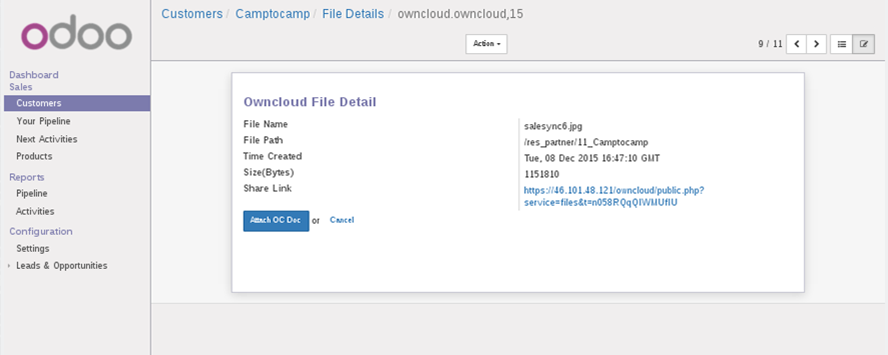 Customers / Camptocamp / File Details / owncloud.owncloud,15
odoo
Action
9 / 11
Dashboard
Sales
Customers
Your Pipeline
Next Activities
Products
Reports
Pipeline
Activities
Configuration
Settings
Leads & Opportunities
Owncloud File Detail
File Name salesync6.jpg
File Path /res_partner/11_Camptocamp
Time Created Tue, 08 Dec 2015 16:47:10 GMT
Size(Bytes) 1151810
Share Link https://46.101.48.121/owncloud/public.php?
Attach OC Doc or Cancel